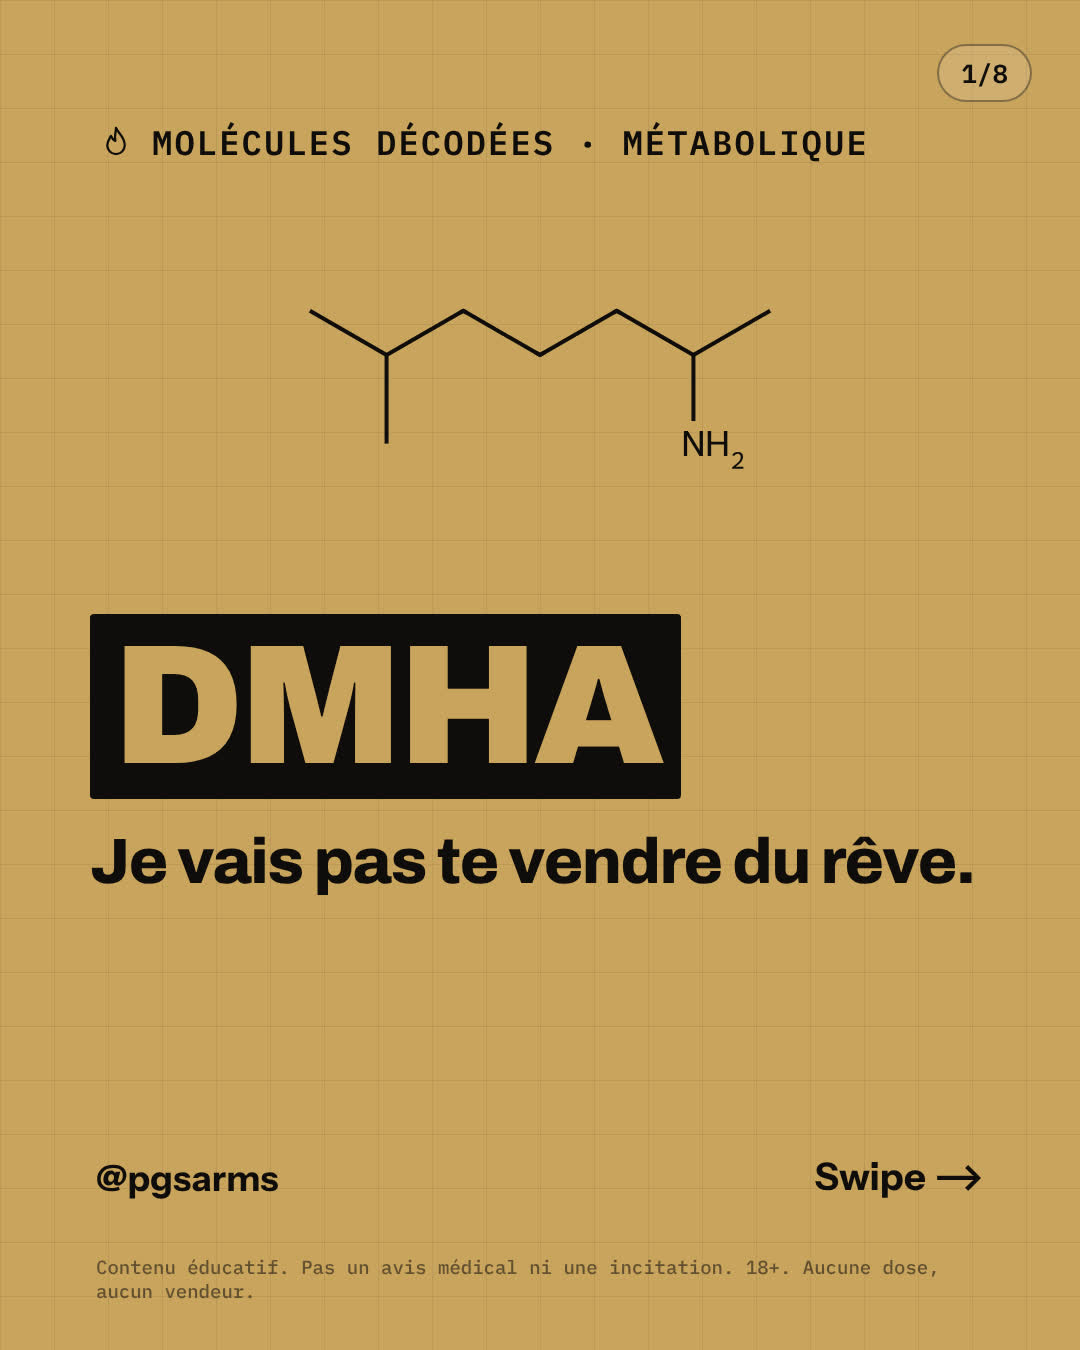 1/8
MOLÉCULES DÉCODÉES · MÉTABOLIQUE
NH₂
DMHA
Je vais pas te vendre du rêve.
@pgsarms
Swipe →
Contenu éducatif. Pas un avis médical ni une incitation. 18+. Aucune dose,
aucun vendeur.